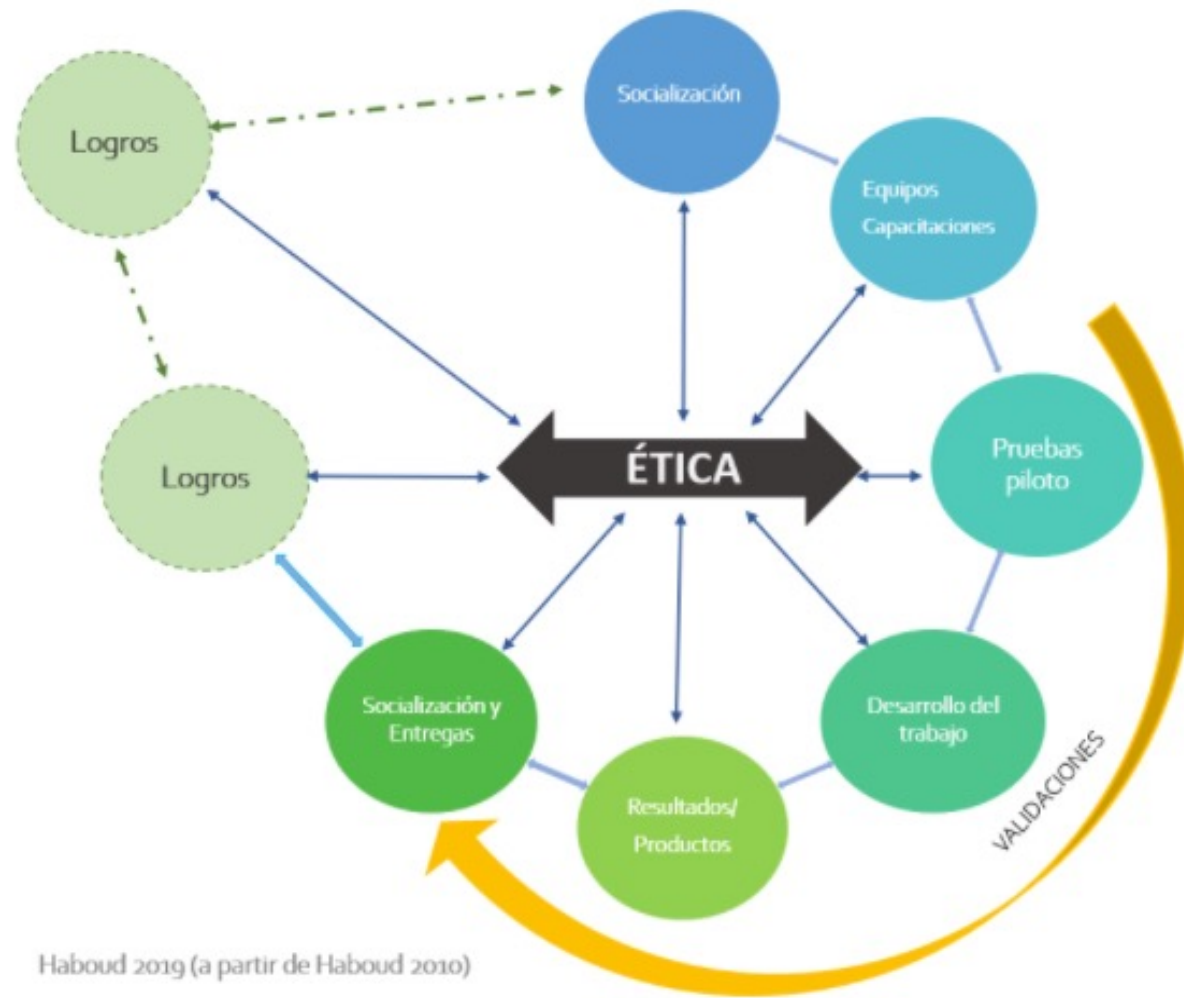 Socialización
Logros
Equipos
Capacitaciones
ÉTICA
Pruebas
piloto
Logros
Socialización y
Entregas
Desarrollo del
trabajo
Resultados/
Productos
VALIDACIONES
Haboud 2019 (a partir de Haboud 2010)